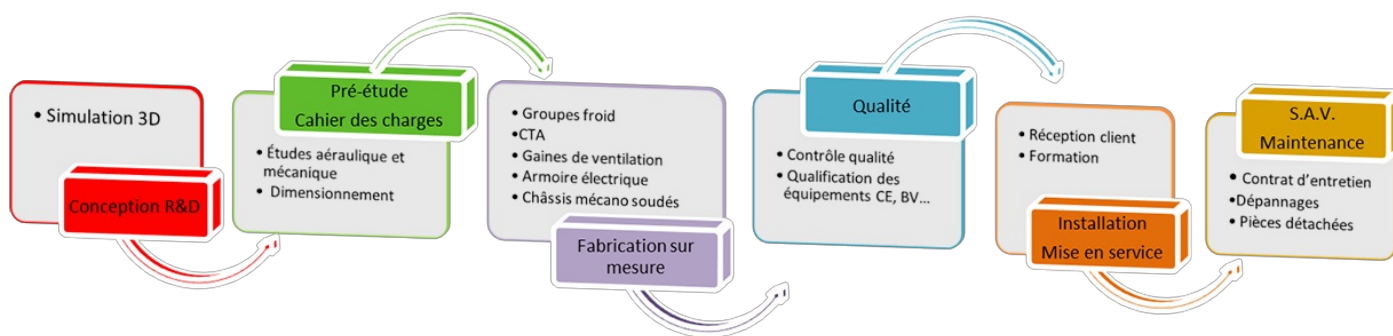 • Simulation 3D
Conception R&D
Pré-étude
Cahier des charges
• Études aéraulique et
mécanique
• Dimensionnement
• Groupes froid
•CTA
• Gaines de ventilation
• Armoire électrique
• Châssis mécano soudés
Fabrication sur
mesure
Qualité
• Contrôle qualité
• Qualification des
équipements CE, BV...
• Réception client
• Formation
Installation
Mise en service
S.A.V.
Maintenance
• Contrat d'entretien
•Dépannages
• Pièces détachées